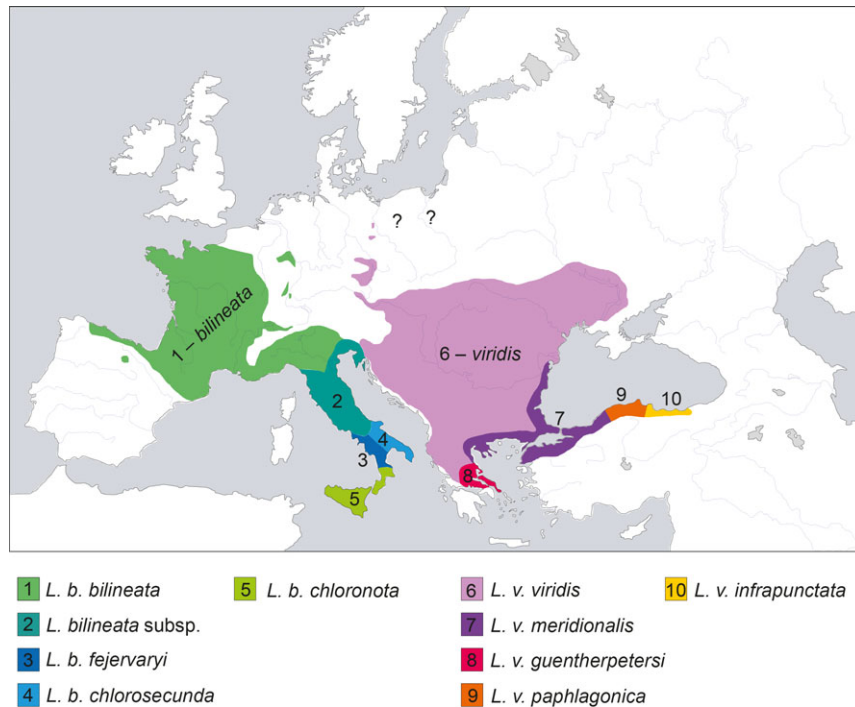 ? ?
1 – bilineata
6 – viridis
2
4
3
5
7
8
9
10
1 L. b. bilineata
2 L. bilineata subsp.
3 L. b. fejervaryi
4 L. b. chlorosecunda
5 L. b. chloronota
6 L. v. viridis
7 L. v. meridionalis
8 L. v. guentherpetersi
9 L. v. paphlagonica
10 L. v. infrapunctata